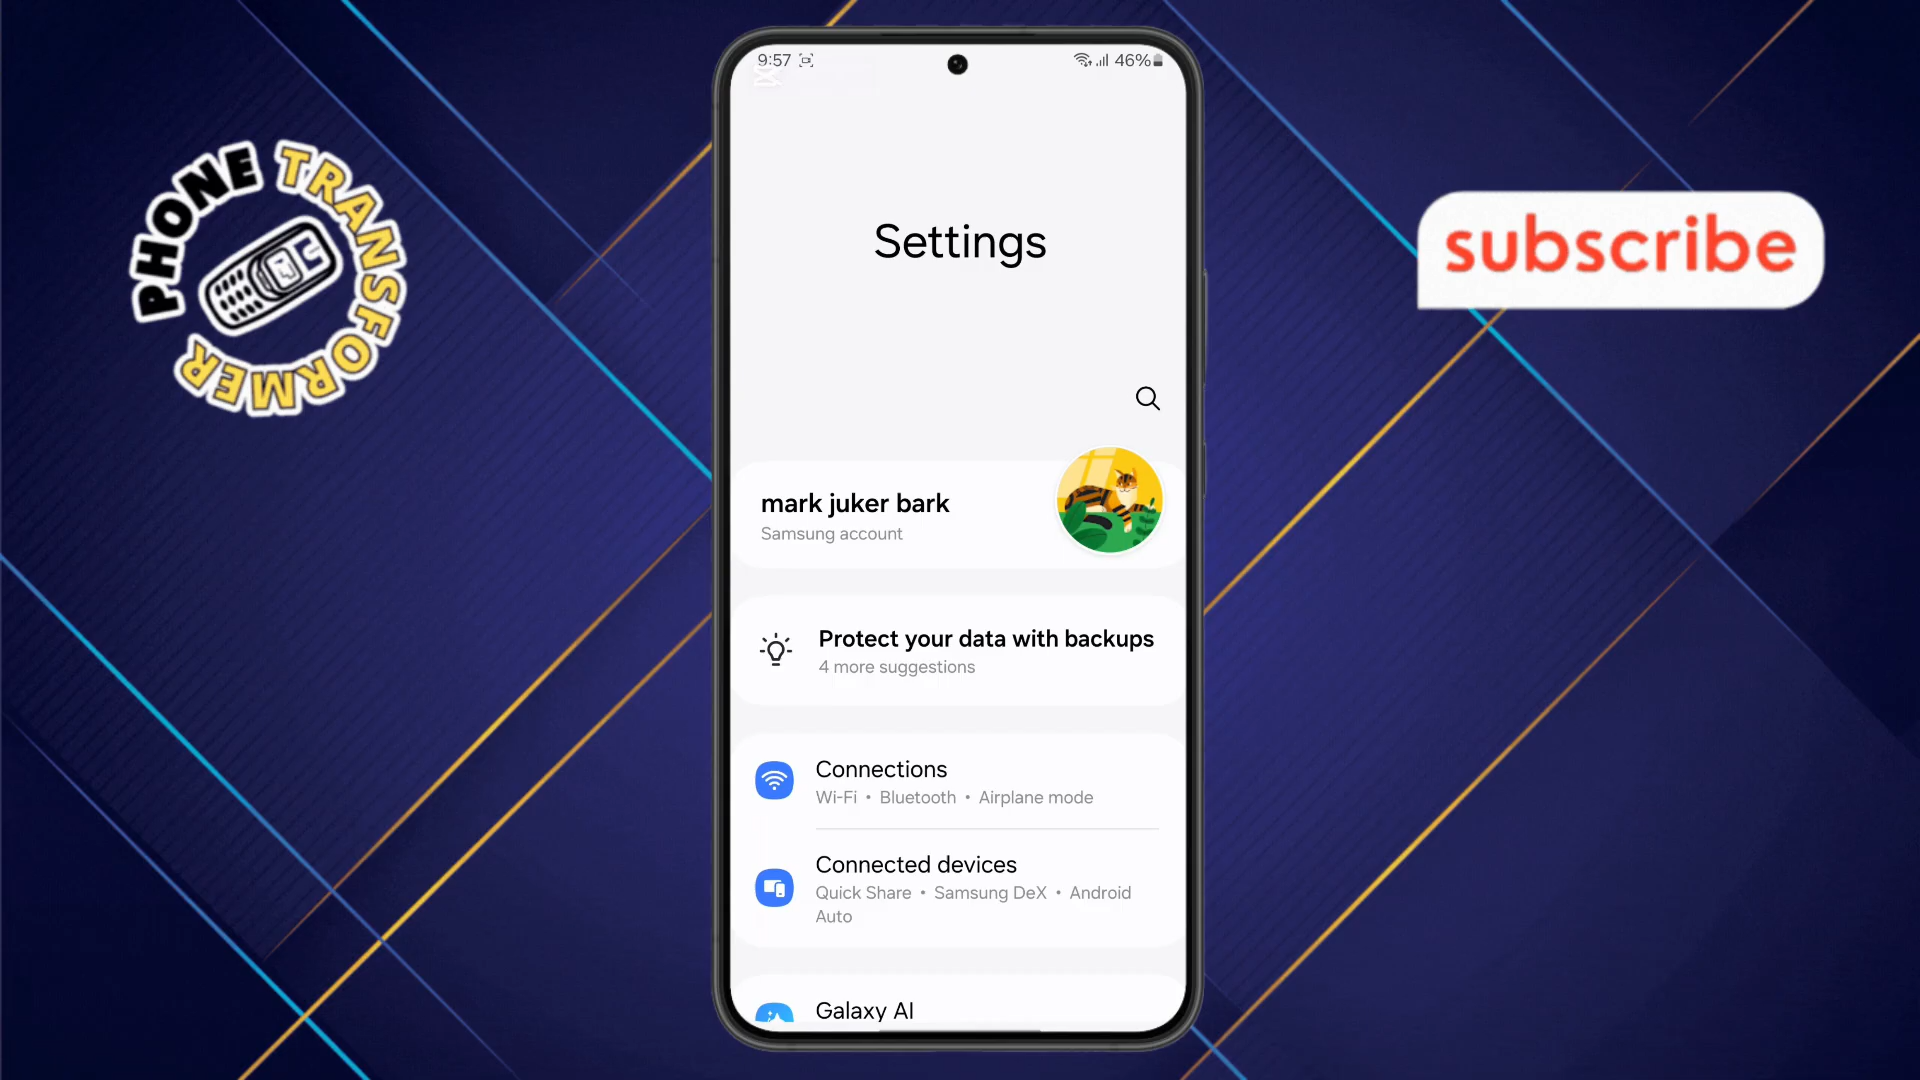 PHONE TRANSFORMER
subscribe
9:57
46%
Settings
mark juker bark
Samsung account
Protect your data with backups
4 more suggestions
Connections
Wi-Fi • Bluetooth • Airplane mode
Connected devices
Quick Share • Samsung DeX • Android
Auto
Galaxy AI